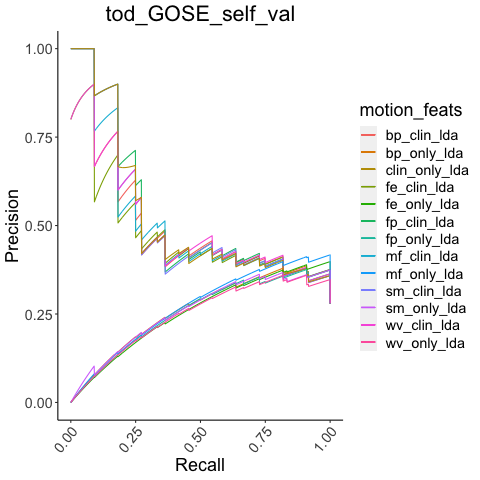 tod_GOSE_self_val
1.00
0.75
0.50
0.25
0.00
Precision
0.00
0.25
0.50
0.75
1.00
Recall
motion_feats
bp_clin_lda
bp_only_lda
clin_only_lda
fe_clin_lda
fe_only_lda
fp_clin_lda
fp_only_lda
mf_clin_lda
mf_only_lda
sm_clin_lda
sm_only_lda
wv_clin_lda
wv_only_lda